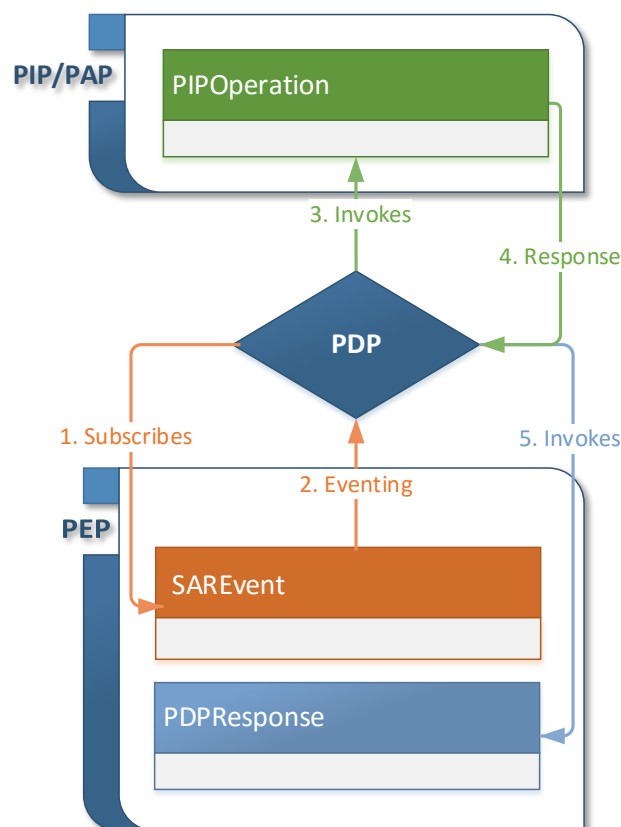 PIP/PAP
PIPOperation
3. Invokes
4. Response
PDP
1. Subscribes
5. Invokes
2. Eventing
PEP
SAREvent
PDPResponse